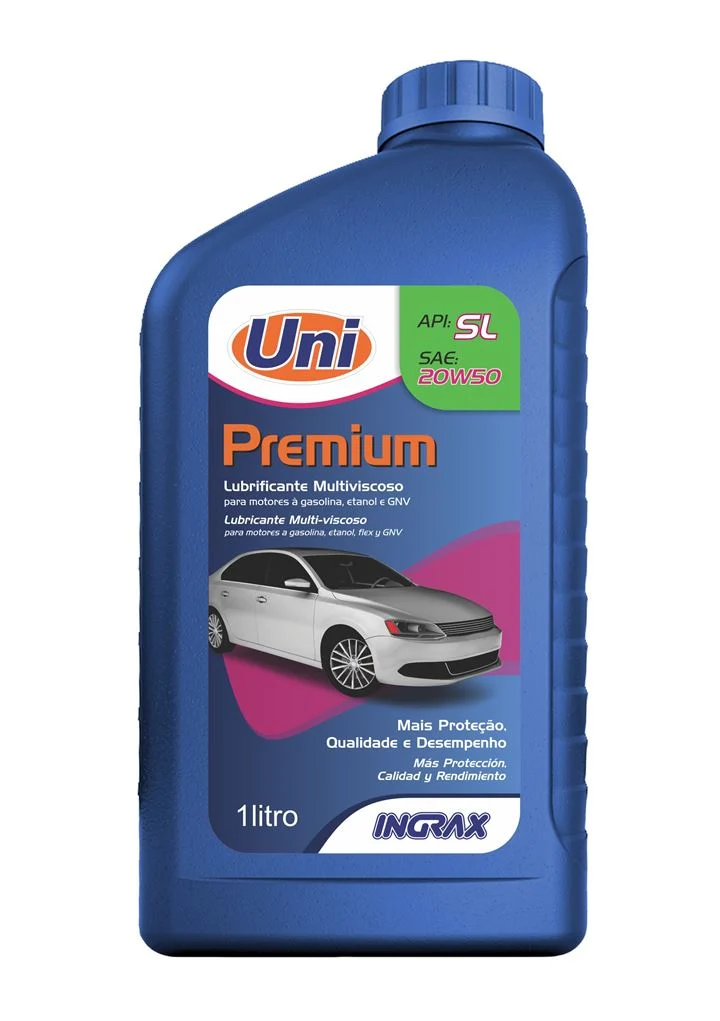 Uni
API: SL
SAE:
20W50
Premium
Lubrificante Multiviscoso
para motores à gasolina, etanol e GNV
Lubricante Multi-viscoso
para motores a gasolina, etanol, flex y GNV
Mais Proteção,
Qualidade e Desempenho
Más Protección,
Calidad y Rendimiento
1litro
INGRAX